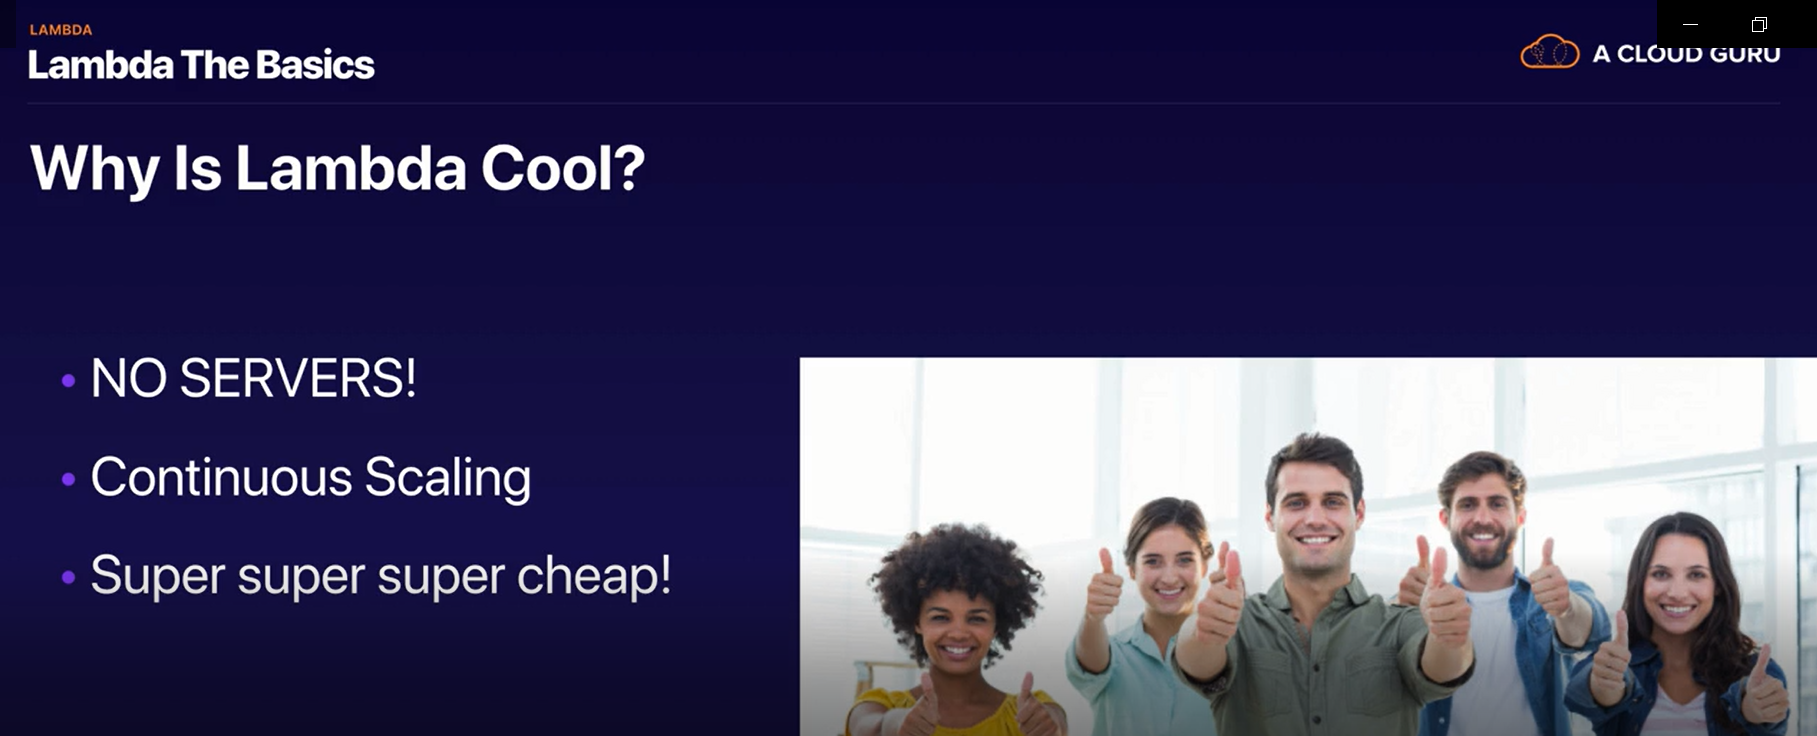 LAMBDA
Lambda The Basics
A CLOUD GURU
Why Is Lambda Cool?
• NO SERVERS!
• Continuous Scaling
• Super super super cheap!